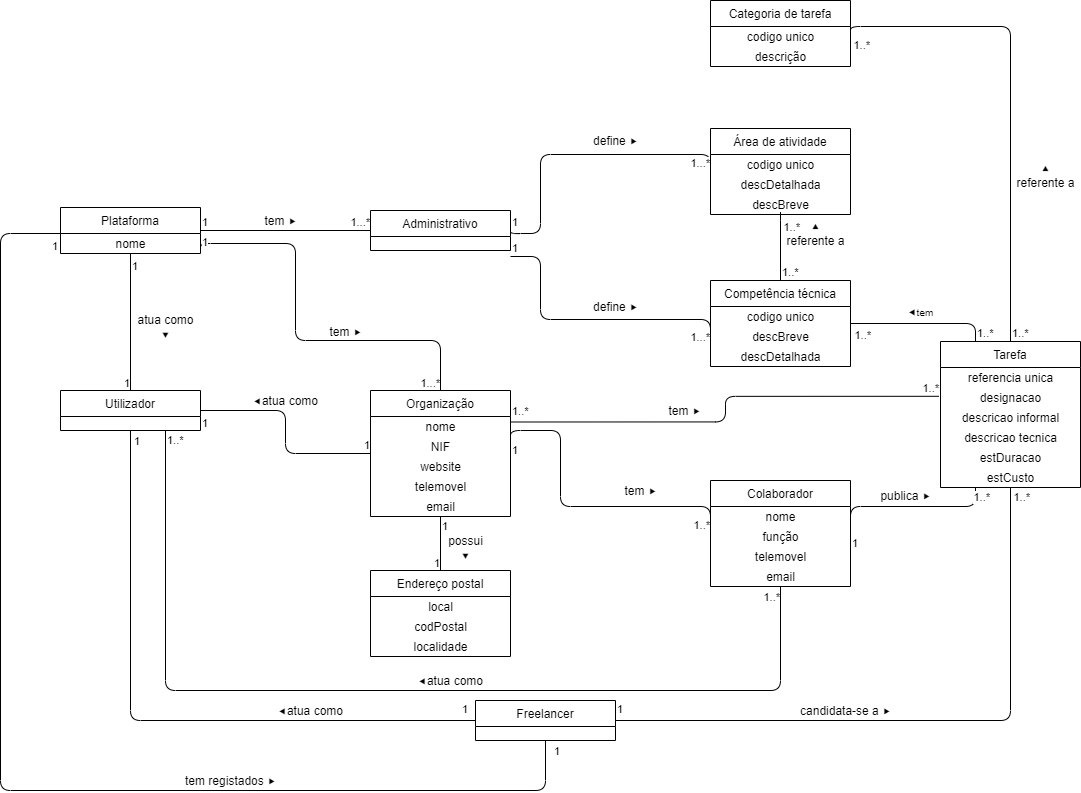 Categoria de tarefa
codigo unico
descrição
1..*
referente a
Área de atividade
codigo unico
descDetalhada
descBreve
define
1...*
1..*
referente a
1..*
Plataforma
nome
1
tem
1...*
1
1
1
Administrativo
1
1
define
1...*
Competência técnica
codigo unico
descBreve
descDetalhada
tem
1..*
1..*
1..*
atua como
1
tem
1...*
Tarefa
referencia unica
designacao
descricao informal
descricao tecnica
estDuracao
estCusto
1..*
1..*
1..*
Utilizador
1
1
1..*
atua como
1
Organização
nome
NIF
website
telemovel
email
1..*
1
tem
1
possui
1
Endereço postal
local
codPostal
localidade
tem
1..*
Colaborador
nome
função
telemovel
email
publica
1
1..*
atua como
Freelancer
1
atua como
1
candidata-se a
1
tem registados